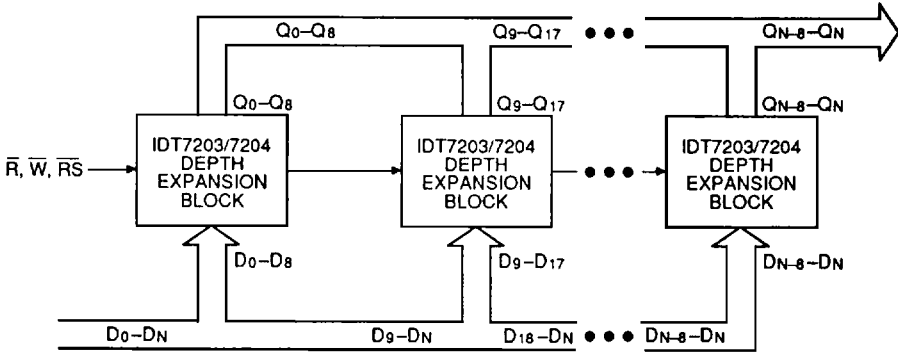 Q0–Q8
Q9–Q17
QN–8–QN
Q0–Q8
Q9–Q17
QN–8–QN
R̅, W̅, R̅S̅
IDT7203/7204
DEPTH
EXPANSION
BLOCK
IDT7203/7204
DEPTH
EXPANSION
BLOCK
IDT7203/7204
DEPTH
EXPANSION
BLOCK
D0–D8
D9–D17
DN–8–DN
D0–DN
D9–DN
D18–DN
DN–8–DN